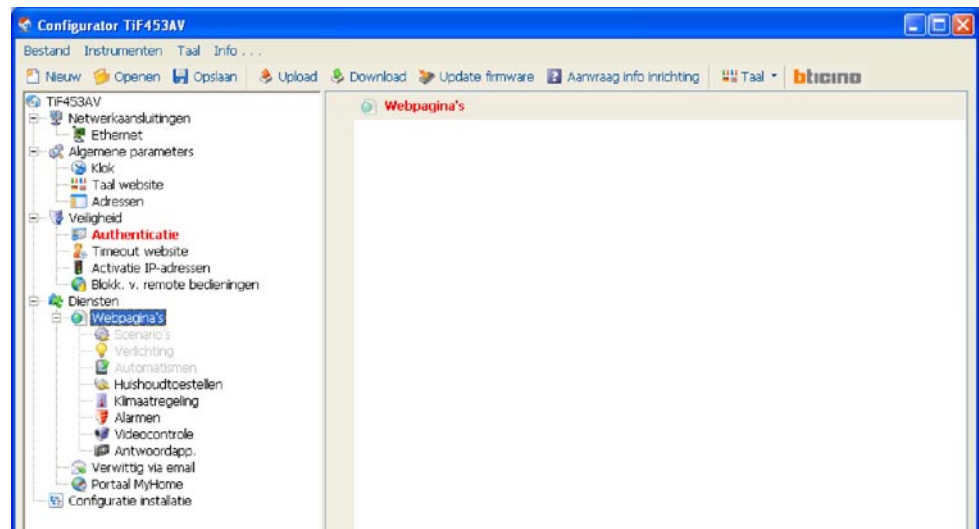 Configurator TiF453AV
Bestand Instrumenten Taal Info . . .
Nieuw Openen Opslaan Upload Download Update firmware Aanvraag info inrichting Taal bticino
TiF453AV
Webpagina's
Netwerkaansluitingen
Ethernet
Algemene parameters
Klok
Taal website
Adressen
Veiligheid
Authenticatie
Timeout website
Activatie IP-adressen
Blokk. v. remote bedieningen
Diensten
Webpagina's
Scenario's
Verlichting
Automatismen
Huishoudtoestellen
Klimaatregeling
Alarmen
Videocontrole
Antwoordapp.
Verwittig via email
Portaal MyHome
Configuratie installatie